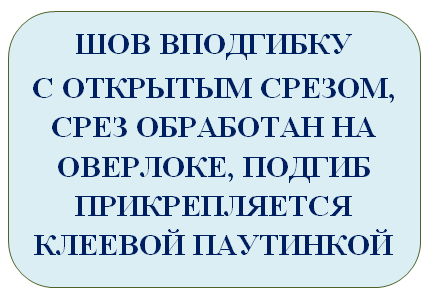 ШОВ ВПОДГИБКУ
С ОТКРЫТЫМ СРЕЗОМ,
СРЕЗ ОБРАБОТАН НА
ОВЕРЛОКЕ, ПОДГИБ
ПРИКРЕПЛЯЕТСЯ
КЛЕЕВОЙ ПАУТИНКОЙ